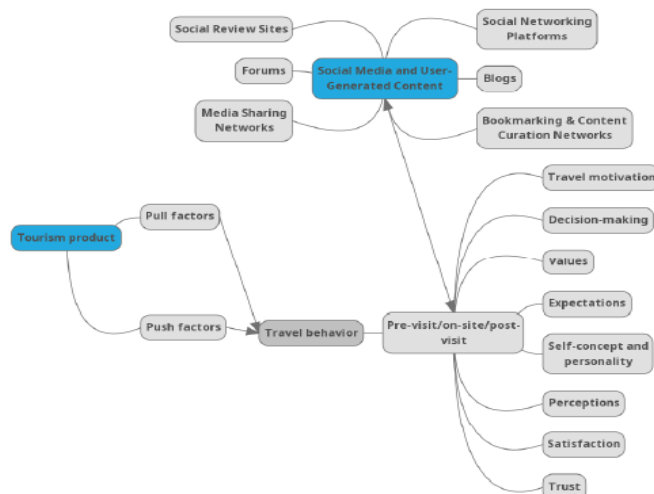 Social Review Sites
Social Networking
Platforms
Forums
Social Media and User-
Generated Content
Blogs
Media Sharing
Networks
Bookmarking & Content
Curation Networks
Travel motivation
Pull factors
Decision-making
Tourism product
Values
Expectations
Push factors
Travel behavior
Pre-visit/on-site/post-
visit
Self-concept and
personality
Perceptions
Satisfaction
Trust